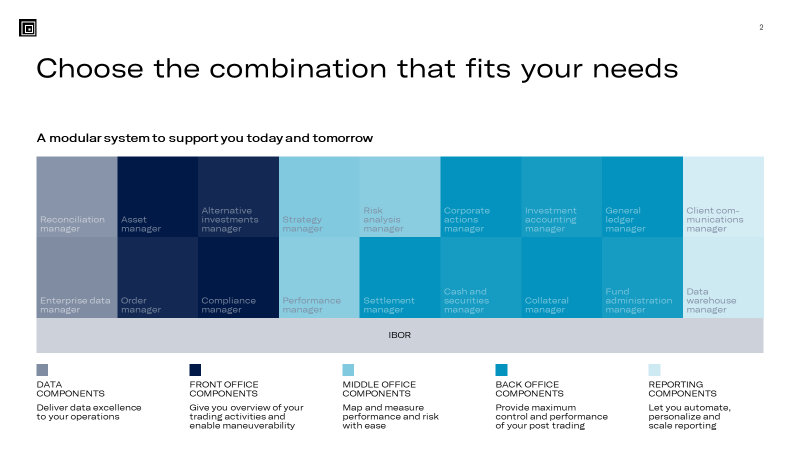 2
Choose the combination that fits your needs
A modular system to support you today and tomorrow
Reconciliation
manager
Asset
manager
Alternative
investments
manager
Strategy
manager
Risk
analysis
manager
Corporate
actions
manager
Investment
accounting
manager
General
ledger
manager
Client com-
munications
manager
Enterprise data
manager
Order
manager
Compliance
manager
Performance
manager
Settlement
manager
Cash and
securities
manager
Collateral
manager
Fund
administration
manager
Data
warehouse
manager
IBOR
DATA
COMPONENTS
Deliver data excellence
to your operations
FRONT OFFICE
COMPONENTS
Give you overview of your
trading activities and
enable maneuverability
MIDDLE OFFICE
COMPONENTS
Map and measure
performance and risk
with ease
BACK OFFICE
COMPONENTS
Provide maximum
control and performance
of your post trading
REPORTING
COMPONENTS
Let you automate,
personalize and
scale reporting